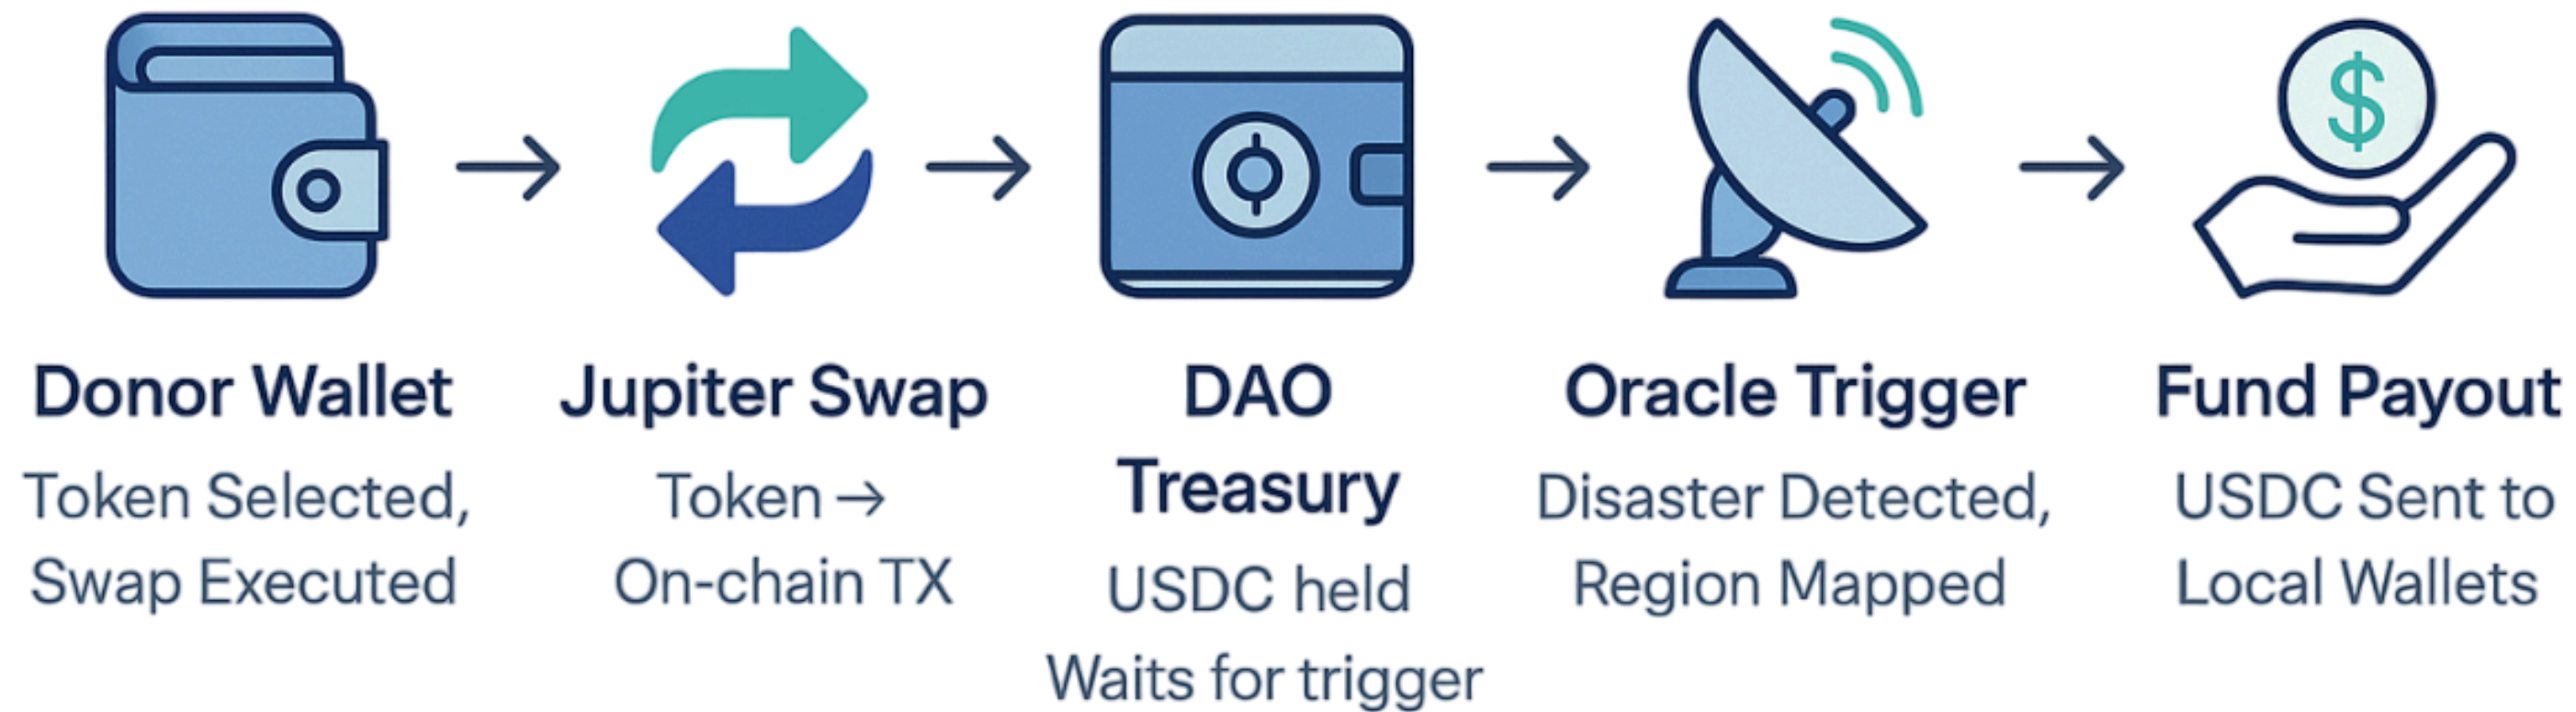 Donor Wallet
Token Selected,
Swap Executed
Jupiter Swap
Token →
On-chain TX
DAO
Treasury
USDC held
Waits for trigger
Oracle Trigger
Disaster Detected,
Region Mapped
$
Fund Payout
USDC Sent to
Local Wallets